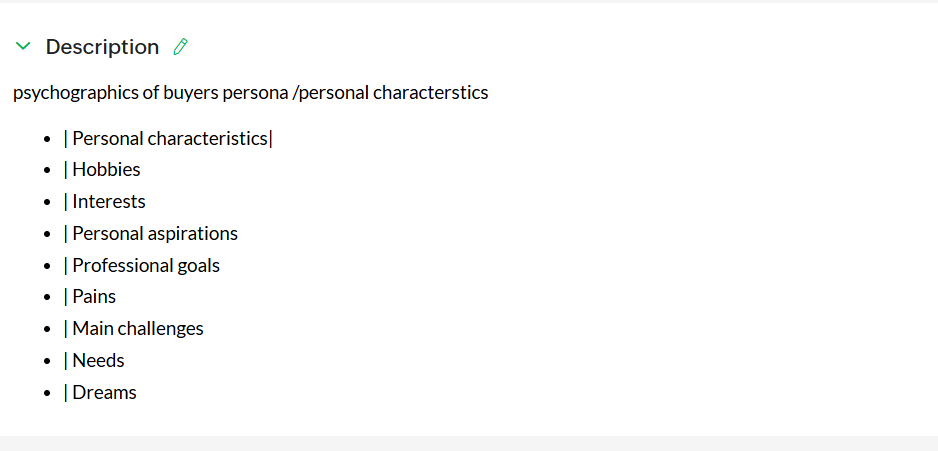 Description
psychographics of buyers persona /personal characterstics
• | Personal characteristics|
• | Hobbies
• | Interests
• | Personal aspirations
• | Professional goals
• | Pains
• | Main challenges
• | Needs
• | Dreams